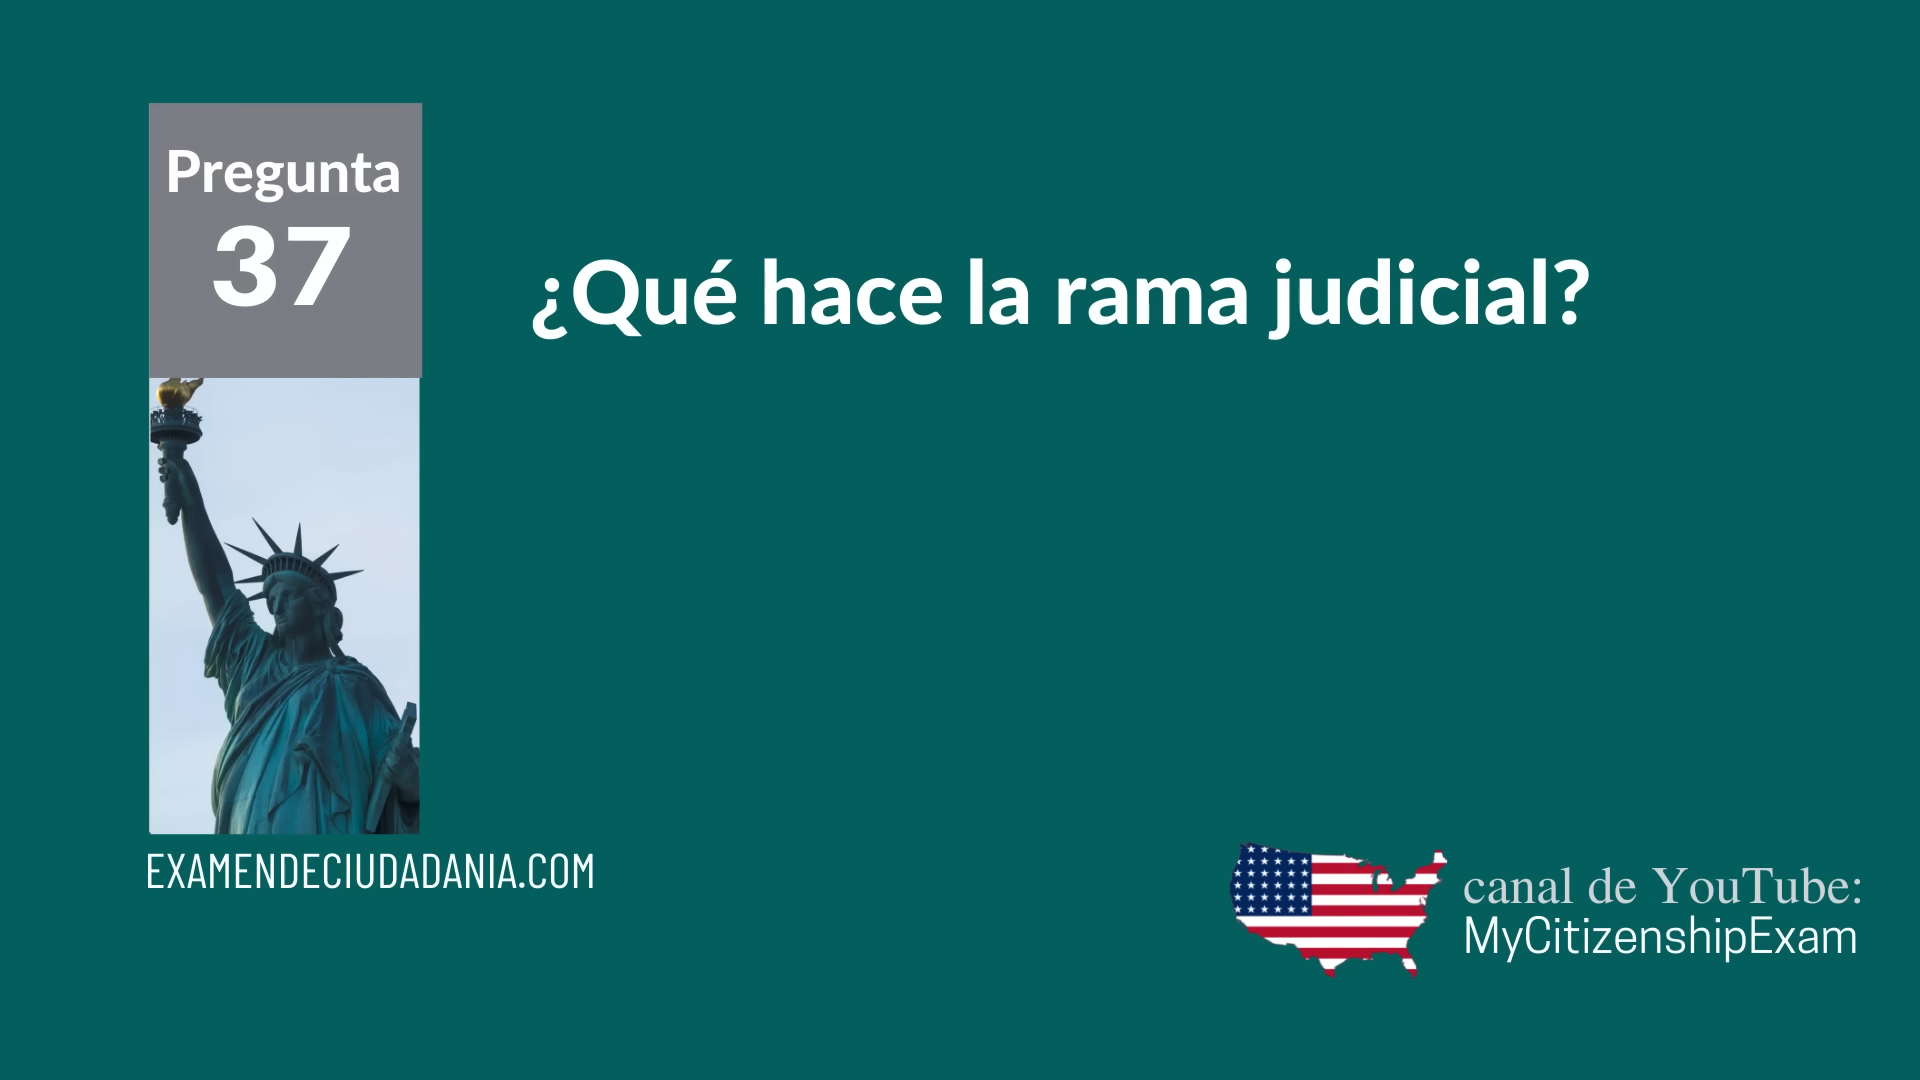 Pregunta
37
¿Qué hace la rama judicial?
EXAMENDECIUDADANIA.COM
canal de YouTube:
MyCitizenshipExam